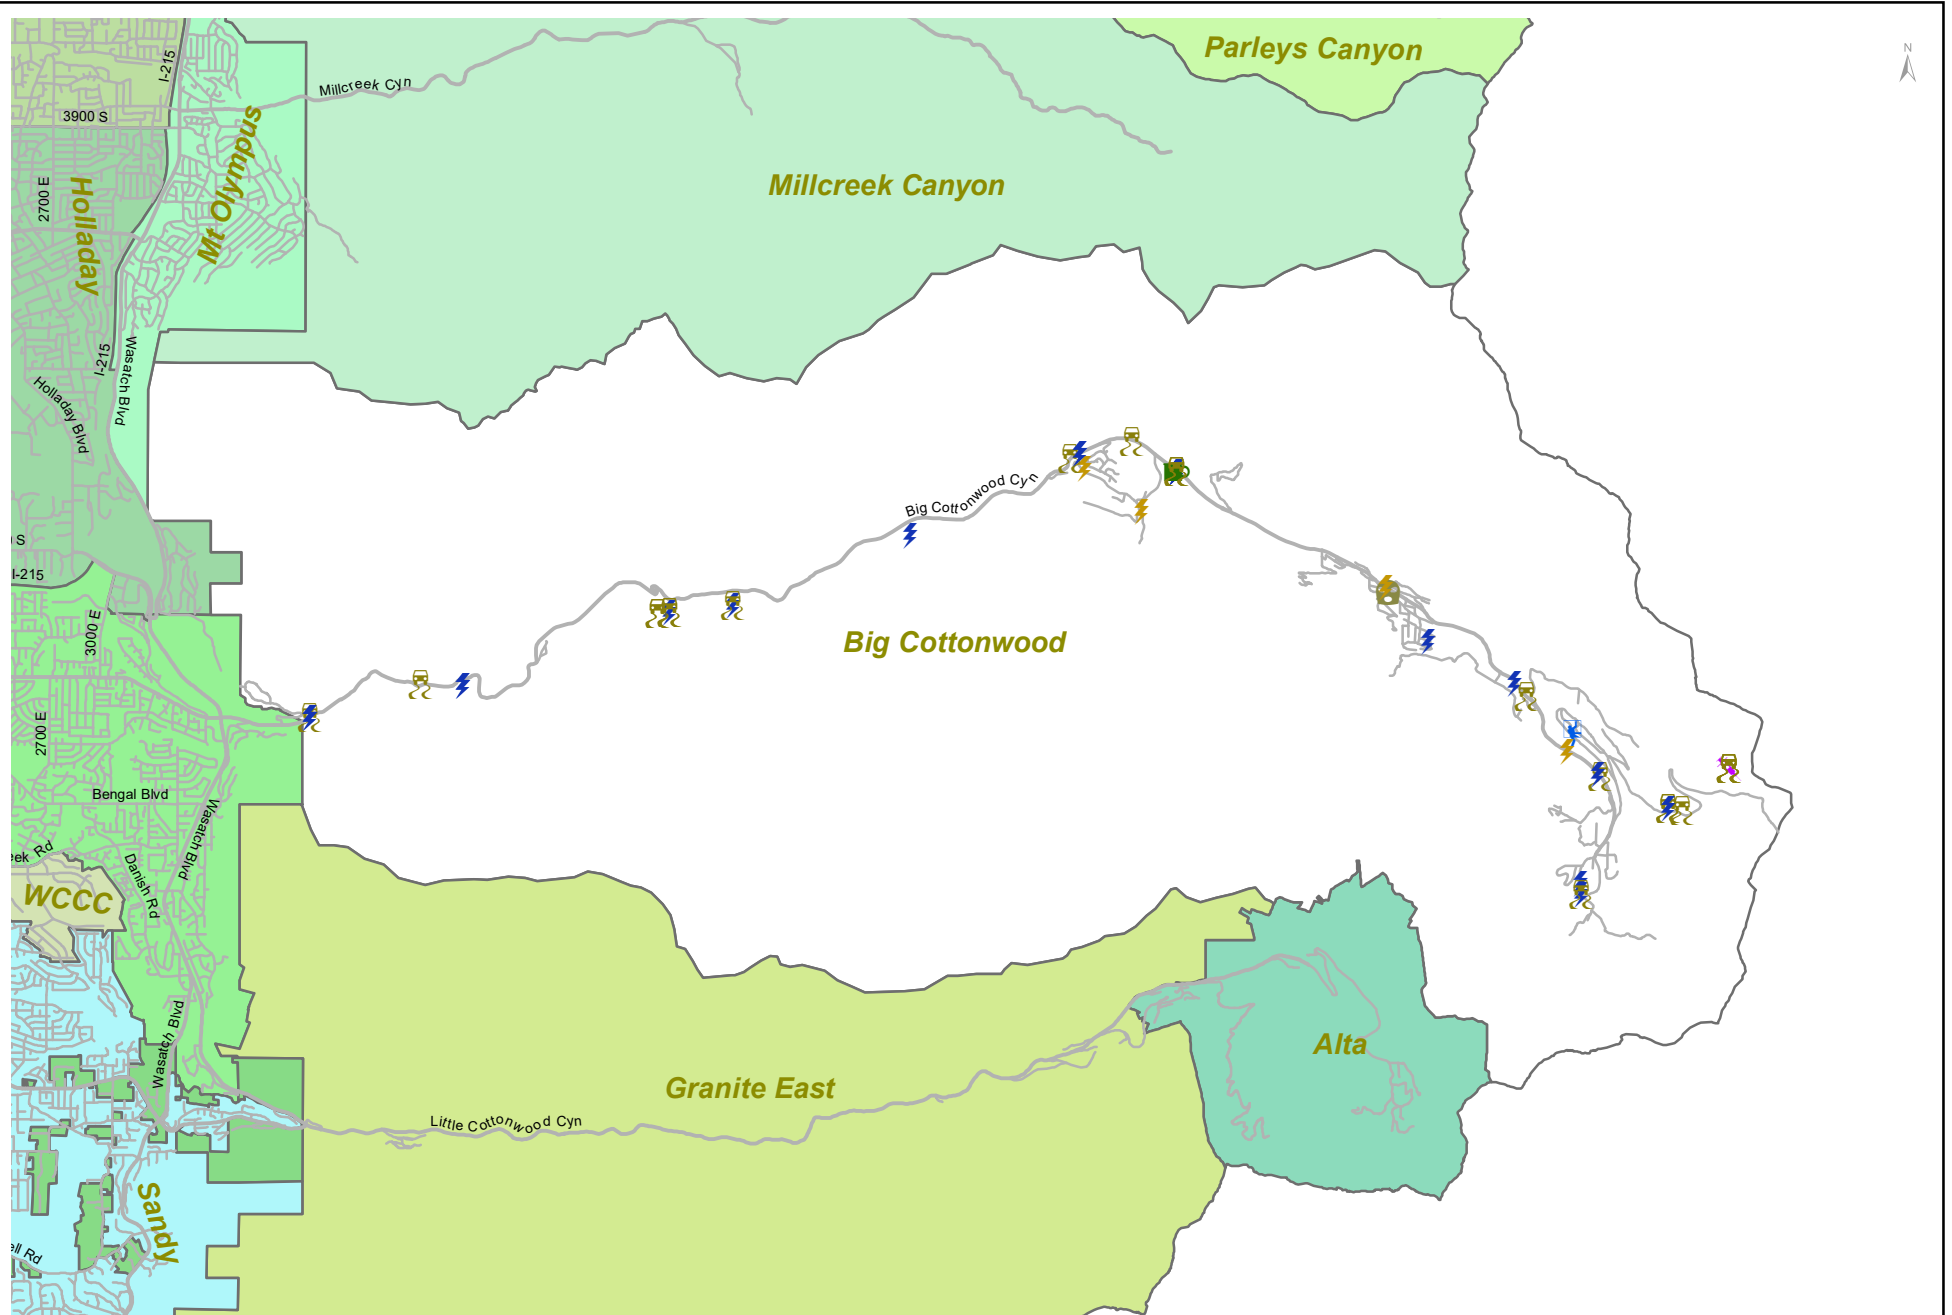 Parleys Canyon
N
I-215
Millcreek Cyn
3900 S
Mt Olympus
Holladay
2700 E
Millcreek Canyon
I-215
Wasatch Blvd
Holladay Blvd
Big Cottonwood Cyn
S
I-215
3000 E
Big Cottonwood
2700 E
Bengal Blvd
Wasatch Blvd
Danish Rd
eek Rd
WCCC
Wasatch Blvd
Alta
Granite East
Little Cottonwood Cyn
Sandy
ell Rd